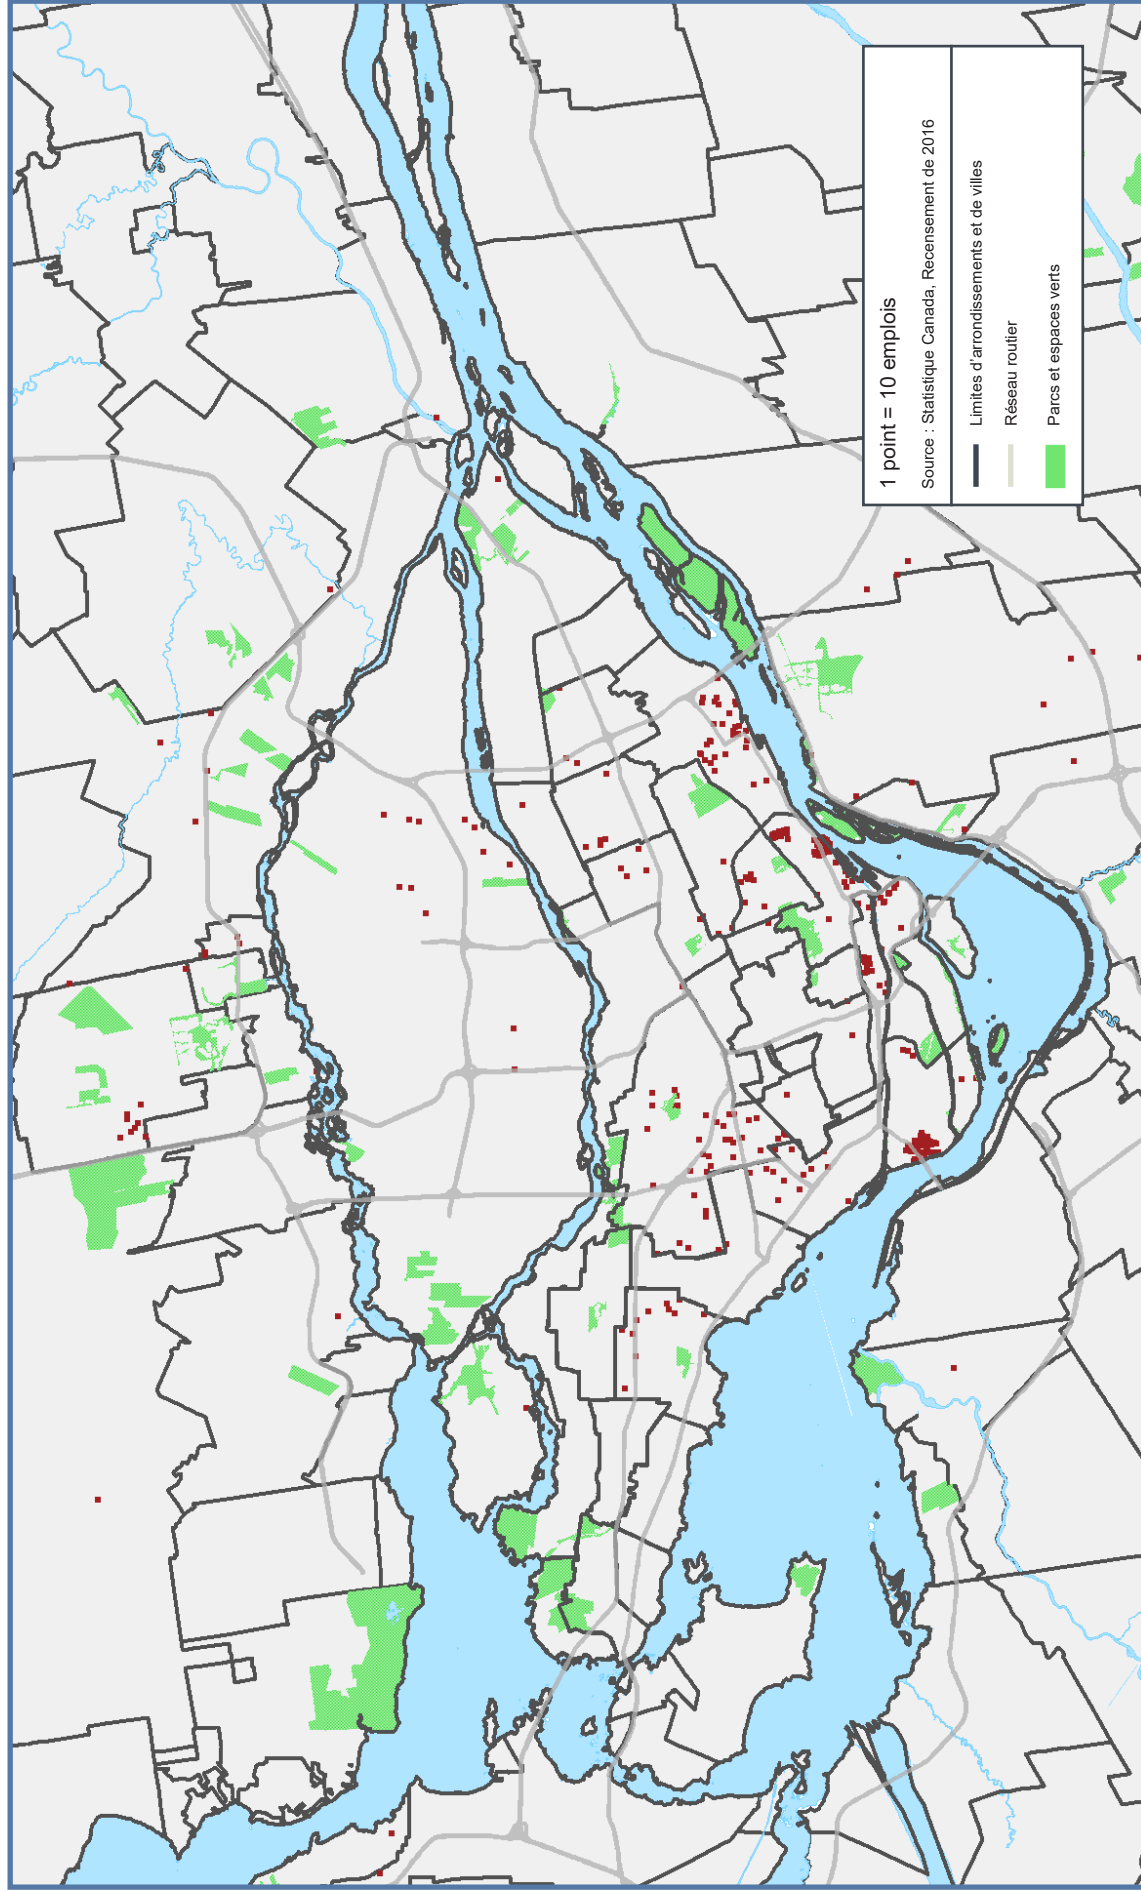 1 point = 10 emplois
Source : Statistique Canada, Recensement de 2016
Limites d'arrondissements et de villes
Réseau routier
Parcs et espaces verts